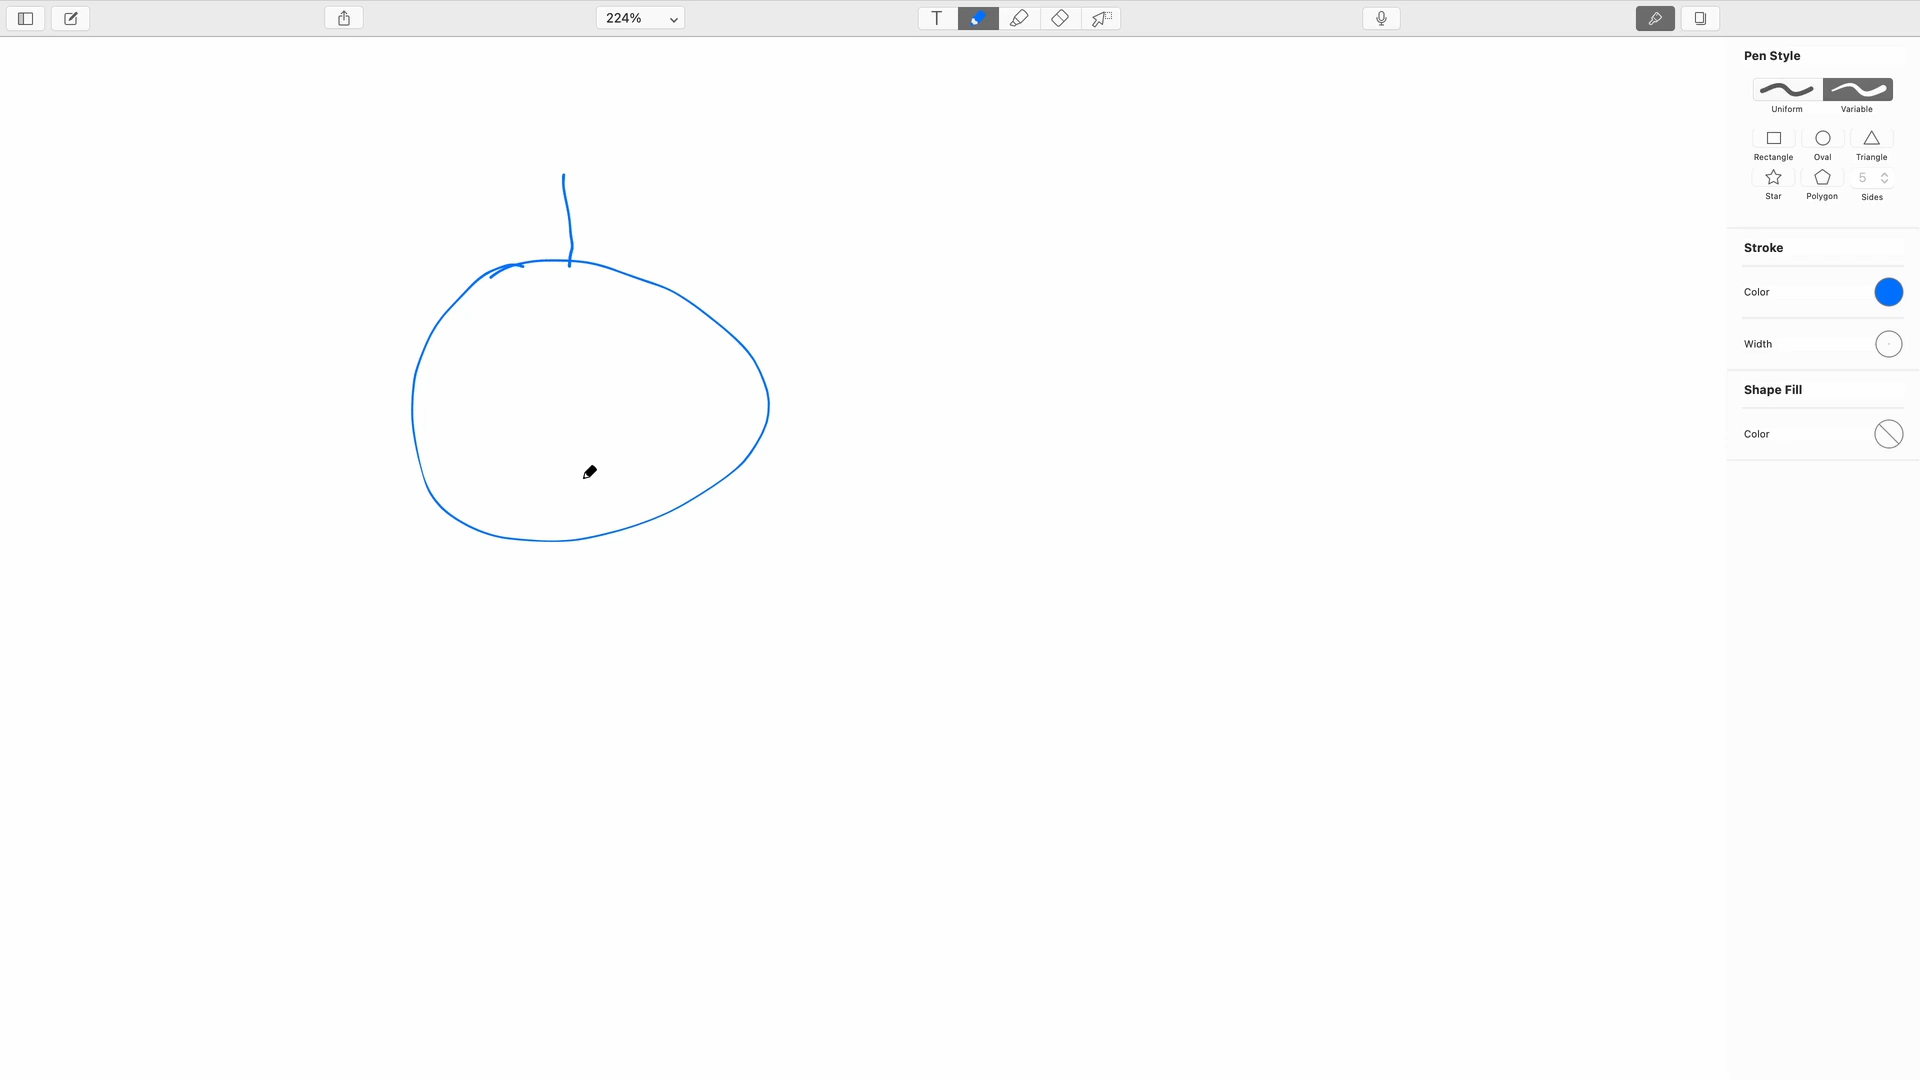 224%
T
Pen Style
Uniform Variable
Rectangle Oval Triangle
5
Star Polygon Sides
Stroke
Color
Width
Shape Fill
Color